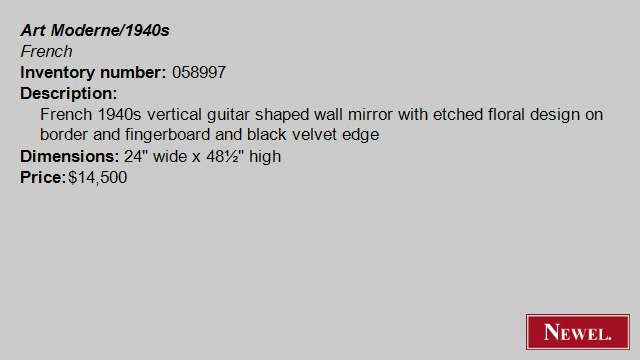 Art Moderne/1940s
French
Inventory number: 058997
Description:
French 1940s vertical guitar shaped wall mirror with etched floral design on
border and fingerboard and black velvet edge
Dimensions: 24" wide x 48½" high
Price:$14,500
NEWEL.